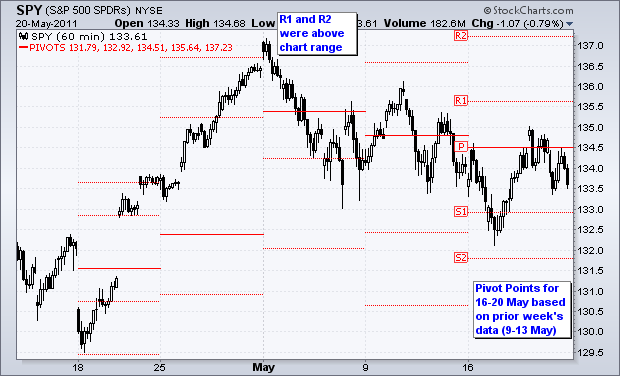 SPY (S&P 500 SPDRs) NYSE
© StockCharts.com
20-May-2011
Open 134.33 High 134.68
Volume 182.6M Chg -1.07 (-0.79%)
SPY (60 min) 133.61
PIVOTS 131.79, 132.92, 134.51, 135.64, 137.23
R1 and R2
were above
chart range
R2
R1
P
S1
S2
137.0
136.5
136.0
135.5
135.0
134.5
134.0
133.5
133.0
132.5
132.0
131.5
131.0
130.5
130.0
129.5
Pivot Points for
16-20 May based
on prior week's
data (9-13 May)
18 25 May 9 16